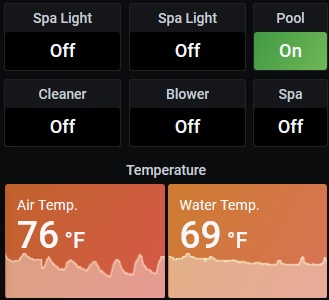 Spa Light Spa Light Pool
Off Off On
Cleaner Blower Spa
Off Off Off
Temperature
Air Temp. Water Temp.
76 °F 69 °F